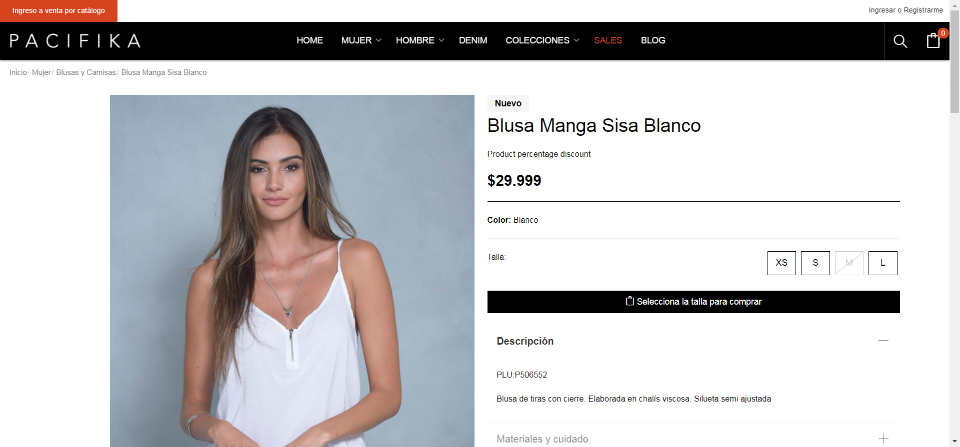 Ingreso a venta por catálogo
Ingresar o Registrarme
PACIFIKA
HOME MUJER HOMBRE DENIM COLECCIONES SALES BLOG
0
Inicio/ Mujer/ Blusas y Camisas/ Blusa Manga Sisa Blanco
Nuevo
Blusa Manga Sisa Blanco
Product percentage discount
$29.999
Color: Blanco
Talla: XS S M L
Selecciona la talla para comprar
Descripción
PLU:P506552
Blusa de tiras con cierre. Elaborada en chalís viscosa. Silueta semi ajustada
Materiales y cuidado